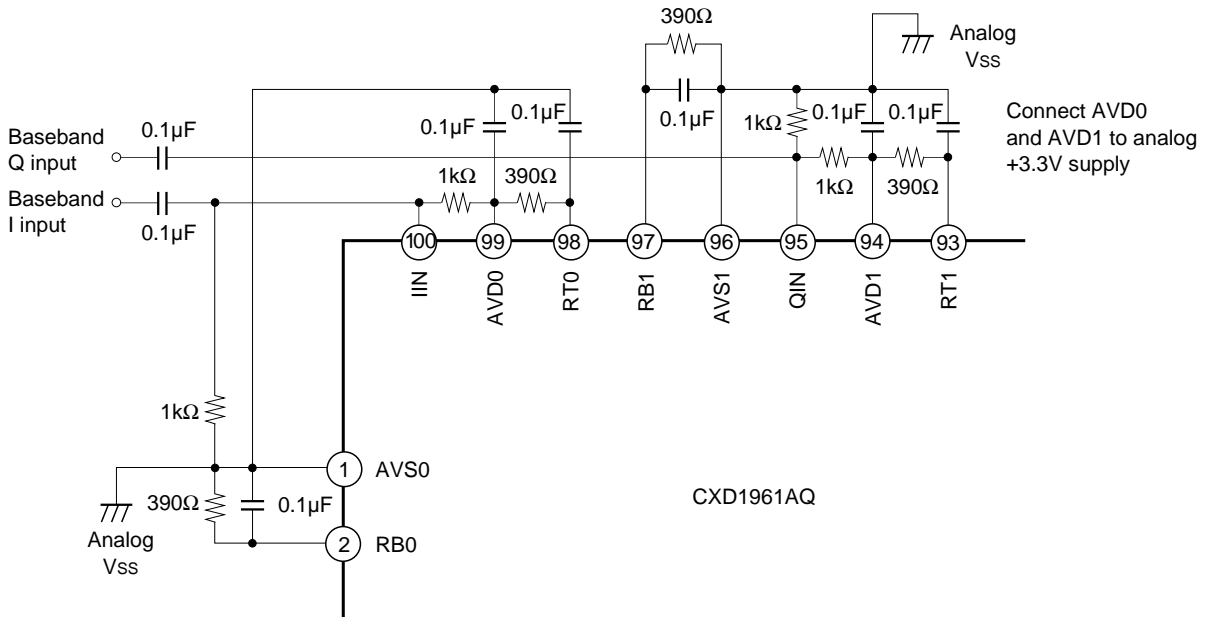 390Ω
Analog
Vss
0.1µF
0.1µF
0.1µF
1kΩ
0.1µF
0.1µF
Connect AVD0
and AVD1 to analog
+3.3V supply
Baseband
Q input
0.1µF
1kΩ
390Ω
1kΩ
390Ω
Baseband
I input
0.1µF
100
99
98
97
96
95
94
93
IIN
AVD0
RT0
RB1
AVS1
QIN
AVD1
RT1
1kΩ
1
AVS0
CXD1961AQ
390Ω
0.1µF
Analog
Vss
2
RB0